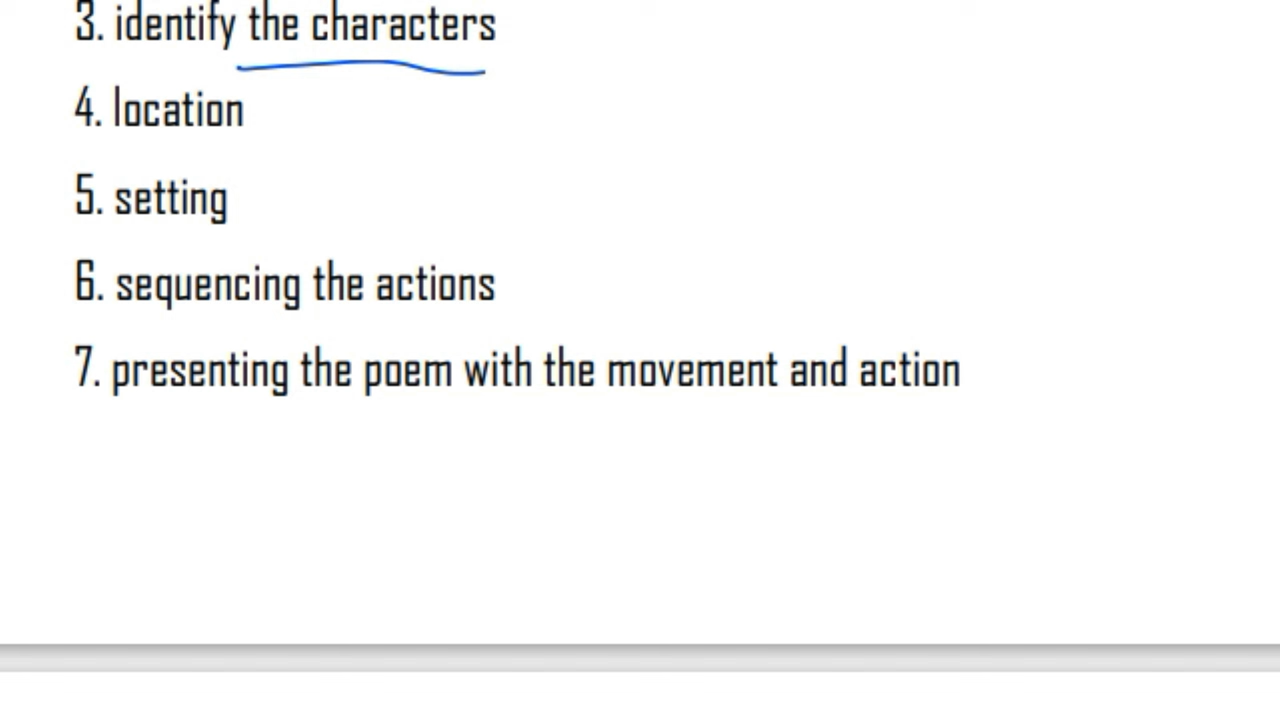 3. identify the characters
4. location
5. setting
6. sequencing the actions
7. presenting the poem with the movement and action